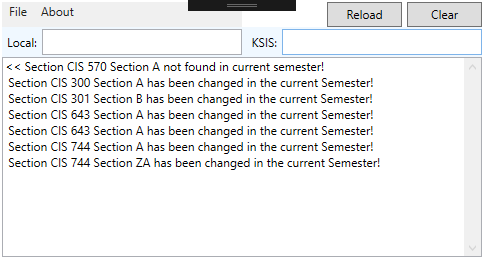 File About Reload Clear
Local: KSIS:
<< Section CIS 570 Section A not found in current semester!
Section CIS 300 Section A has been changed in the current Semester!
Section CIS 301 Section B has been changed in the current Semester!
Section CIS 643 Section A has been changed in the current Semester!
Section CIS 643 Section A has been changed in the current Semester!
Section CIS 744 Section A has been changed in the current Semester!
Section CIS 744 Section ZA has been changed in the current Semester!